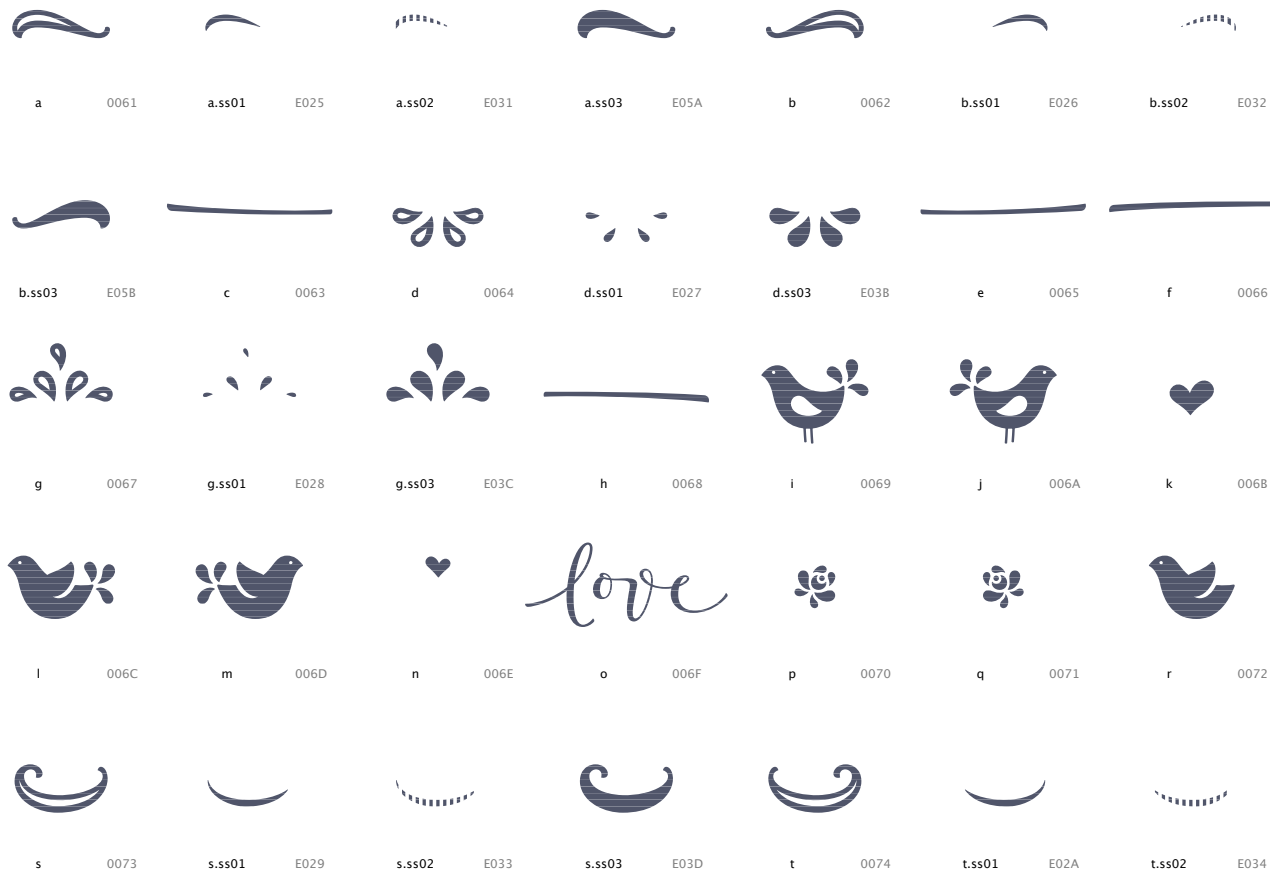 a 0061 a.ss01 E025 a.ss02 E031 a.ss03 E05A b 0062 b.ss01 E026 b.ss02 E032
b.ss03 E05B c 0063 d 0064 d.ss01 E027 d.ss03 E03B e 0065 f 0066
g 0067 g.ss01 E028 g.ss03 E03C h 0068 i 0069 j 006A k 006B
love
l 006C m 006D n 006E o 006F p 0070 q 0071 r 0072
s 0073 s.ss01 E029 s.ss02 E033 s.ss03 E03D t 0074 t.ss01 E02A t.ss02 E034